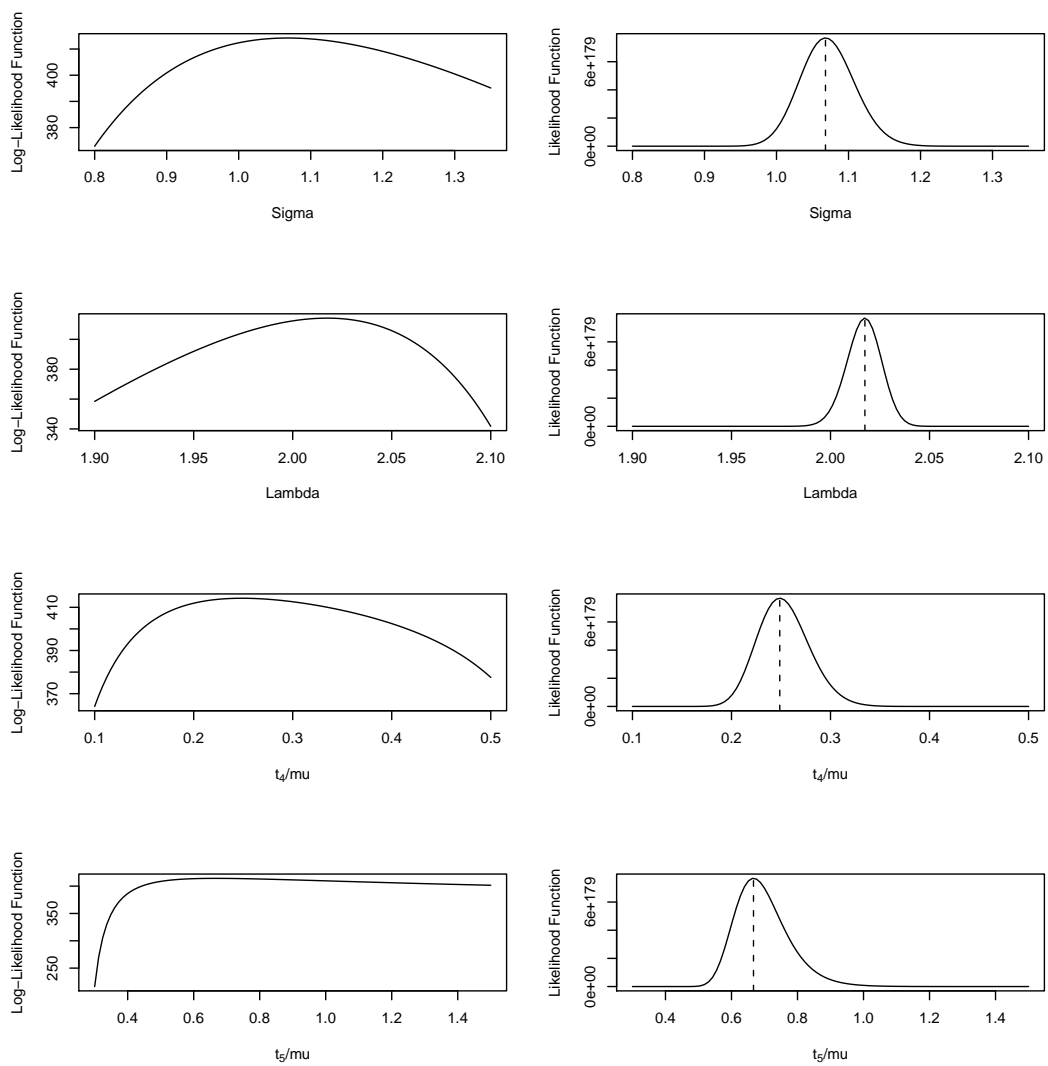 Log−Likelihood Function
380
400
0.8 0.9 1.0 1.1 1.2 1.3
Sigma
Likelihood Function
0e+00
6e+179
0.8 0.9 1.0 1.1 1.2 1.3
Sigma
Log−Likelihood Function
340
380
1.90 1.95 2.00 2.05 2.10
Lambda
Likelihood Function
0e+00
6e+179
1.90 1.95 2.00 2.05 2.10
Lambda
Log−Likelihood Function
370
390
410
0.1 0.2 0.3 0.4 0.5
t₄/mu
Likelihood Function
0e+00
6e+179
0.1 0.2 0.3 0.4 0.5
t₄/mu
Log−Likelihood Function
250
350
0.4 0.6 0.8 1.0 1.2 1.4
t₅/mu
Likelihood Function
0e+00
6e+179
0.4 0.6 0.8 1.0 1.2 1.4
t₅/mu